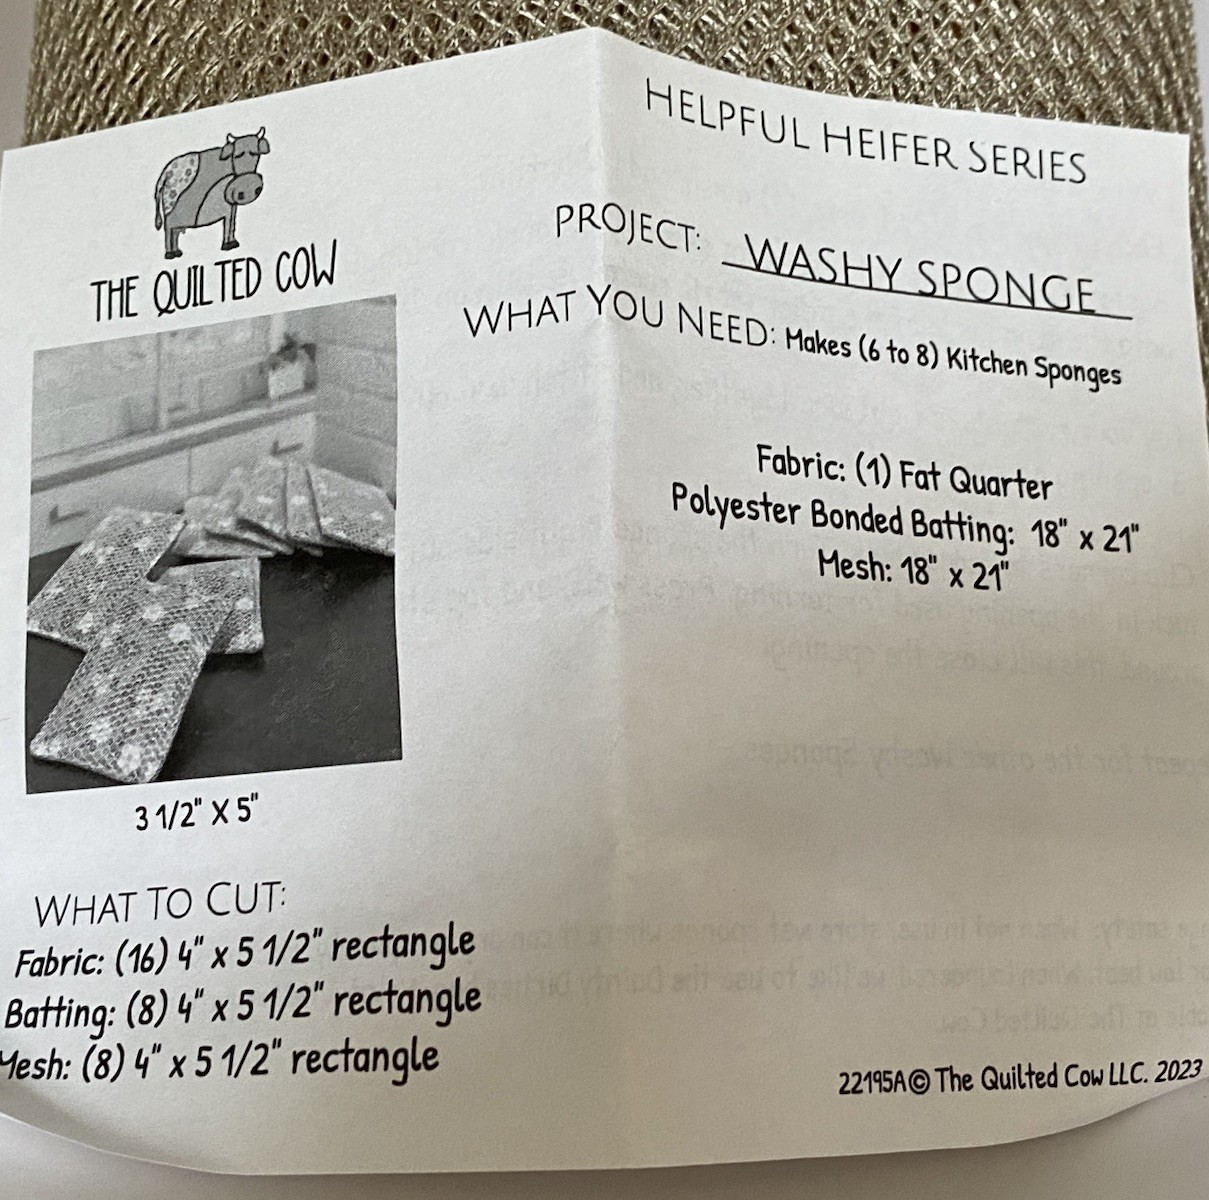 THE QUILTED COW
3 1/2" X 5"
WHAT TO CUT:
Fabric: (16) 4" x 5 1/2" rectangle
Batting: (8) 4" x 5 1/2" rectangle
Mesh: (8) 4" x 5 1/2" rectangle
HELPFUL HEIFER SERIES
PROJECT: WASHY SPONGE
WHAT YOU NEED: Makes (6 to 8) Kitchen Sponges
Fabric: (1) Fat Quarter
Polyester Bonded Batting: 18" x 21"
Mesh: 18" x 21"
22195A© The Quilted Cow LLC. 2023